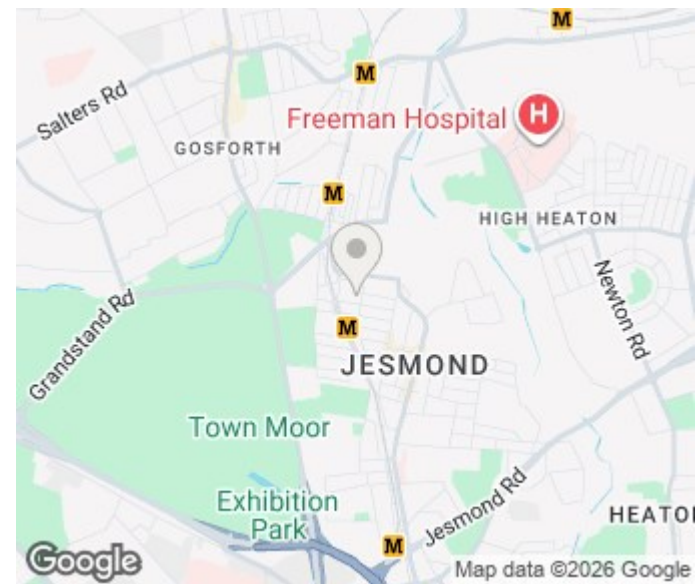 M
M
Salters Rd
Freeman Hospital
H
GOSFORTH
M
HIGH HEATON
Newton Rd
Grandstand Rd
M
JESMOND
Town Moor
Exhibition
Park
Jesmond Rd
HEATO
M
Google
Map data ©2026 Google